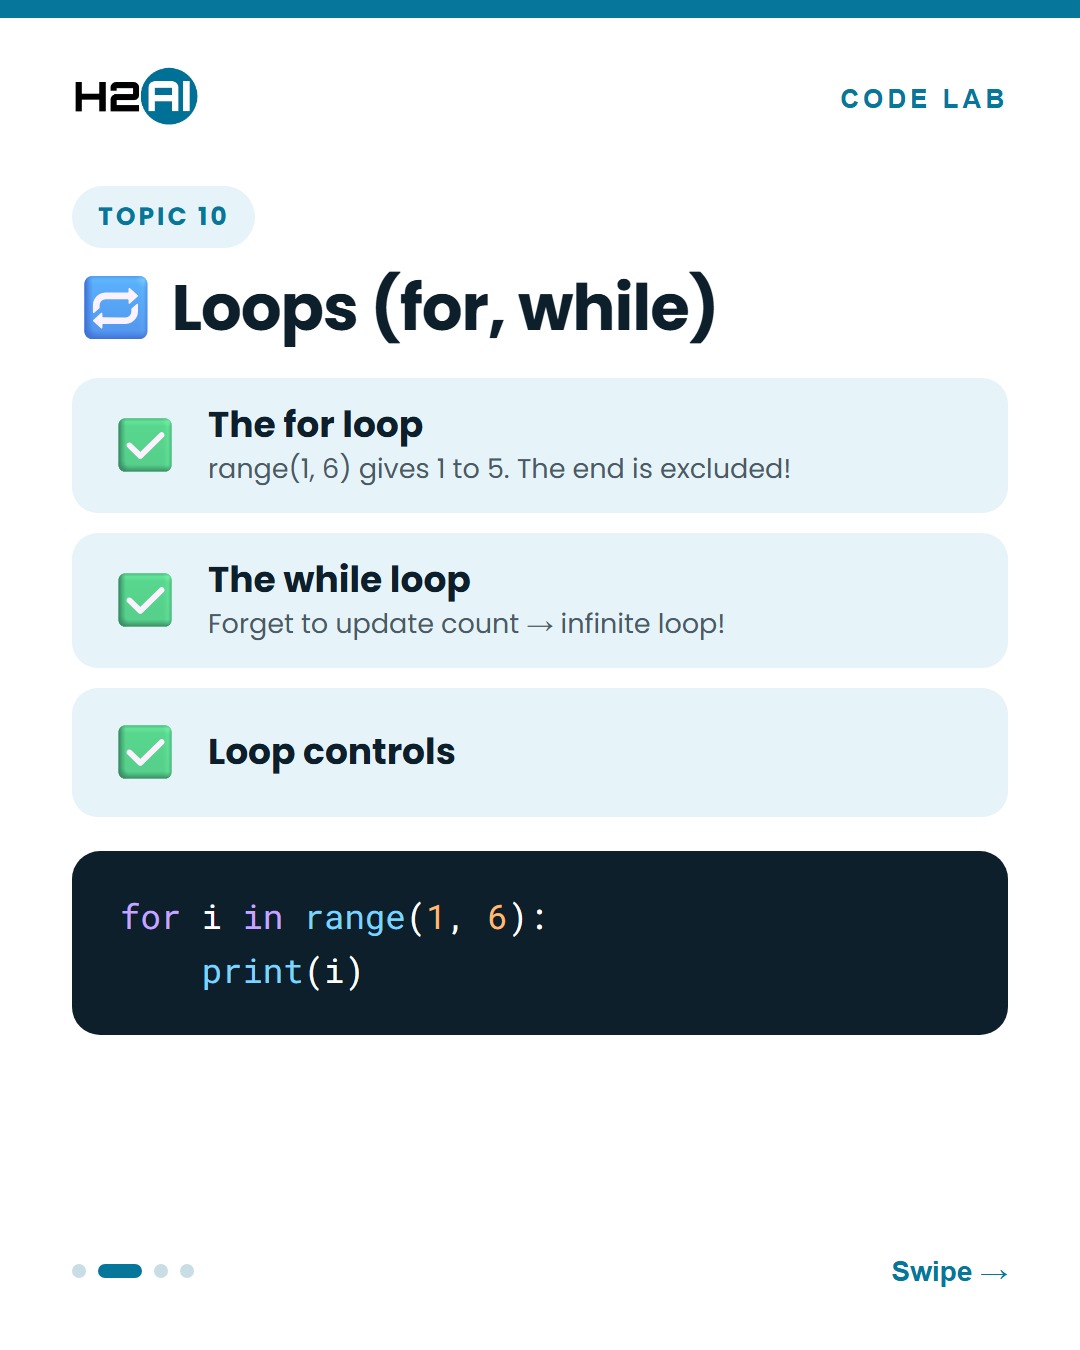 H2AI
CODE LAB
TOPIC 10
Loops (for, while)
The for loop
range(1, 6) gives 1 to 5. The end is excluded!
The while loop
Forget to update count → infinite loop!
Loop controls
for i in range(1, 6):
    print(i)
Swipe →